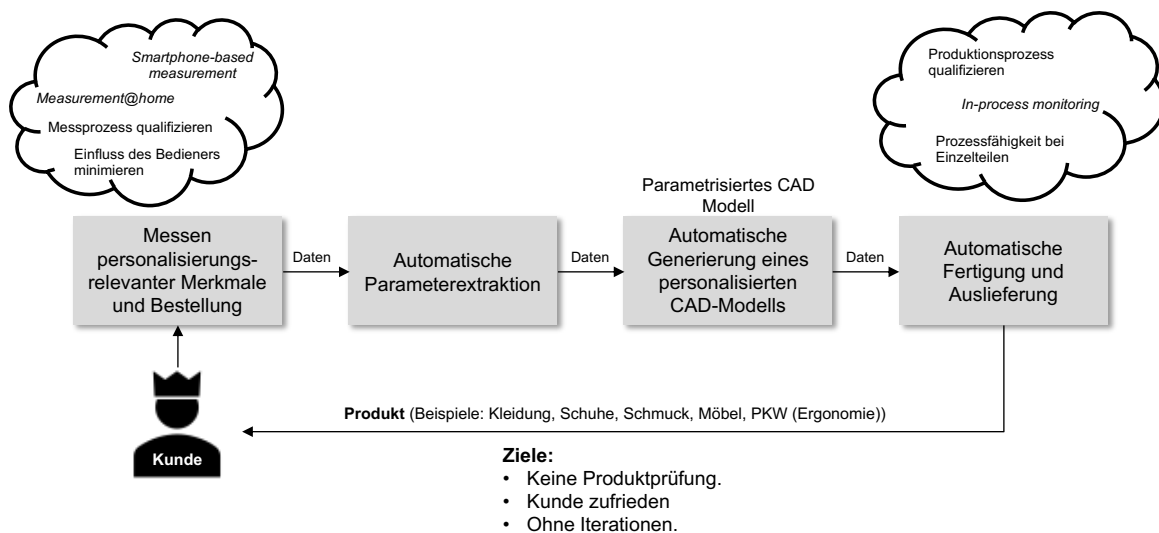 Smartphone-based
measurement
Measurement@home
Messprozess qualifizieren
Einfluss des Bedieners
minimieren
Produktionsprozess
qualifizieren
In-process monitoring
Prozessfähigkeit bei
Einzelteilen
Parametrisiertes CAD
Modell
Messen
personalisierungs-
relevanter Merkmale
und Bestellung
Daten
Automatische
Parameterextraktion
Daten
Automatische
Generierung eines
personalisierten
CAD-Modells
Daten
Automatische
Fertigung und
Auslieferung
Produkt (Beispiele: Kleidung, Schuhe, Schmuck, Möbel, PKW (Ergonomie))
Kunde
Ziele:
• Keine Produktprüfung.
• Kunde zufrieden
• Ohne Iterationen.